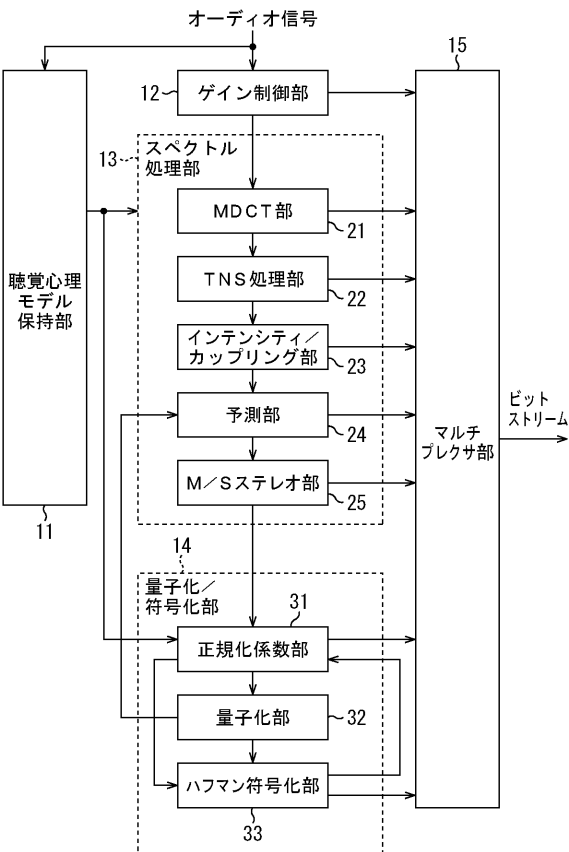 オーディオ信号
15
12
ゲイン制御部
13
スペクトル
処理部
MDCT部
21
聴覚心理
モデル
保持部
TNS処理部
22
インテンシティ／
カップリング部
23
予測部
24
ビット
ストリーム
マルチ
プレクサ部
M／Sステレオ部
25
11
14
量子化／
符号化部
31
正規化係数部
量子化部
32
ハフマン符号化部
33